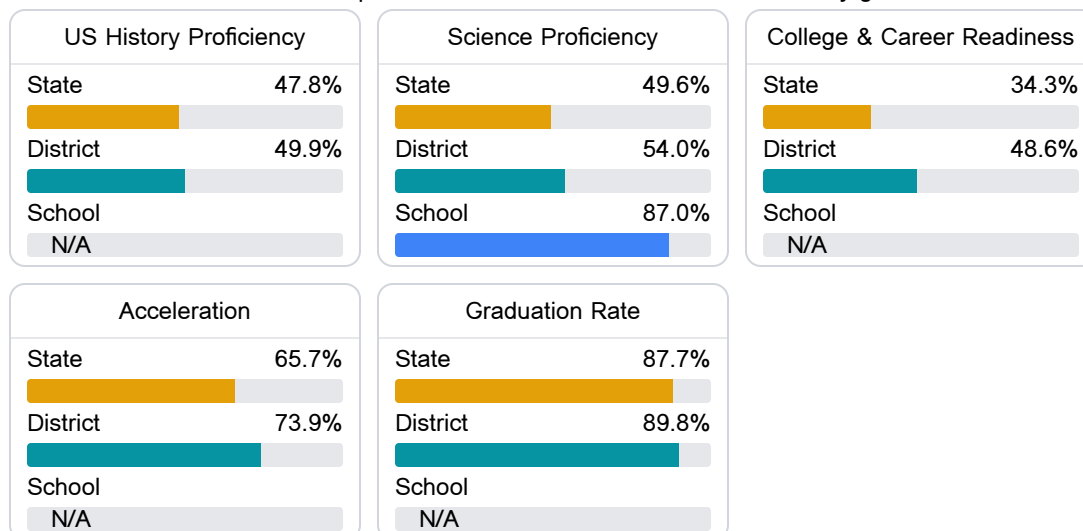 US History Proficiency
State 47.8%
District 49.9%
School
N/A
Science Proficiency
State 49.6%
District 54.0%
School 87.0%
College & Career Readiness
State 34.3%
District 48.6%
School
N/A
Acceleration
State 65.7%
District 73.9%
School
N/A
Graduation Rate
State 87.7%
District 89.8%
School
N/A